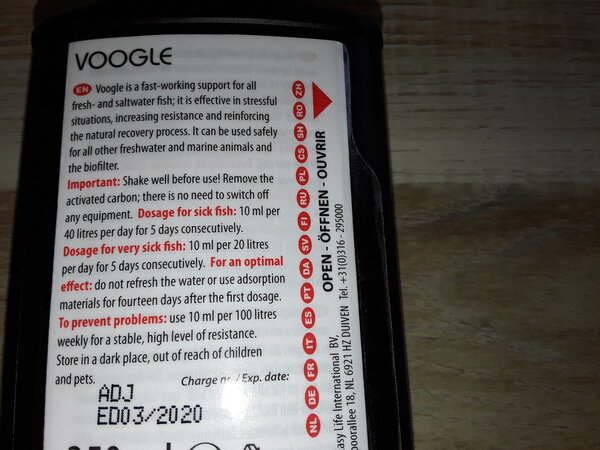 VOOGLE
EN Voogle is a fast-working support for all
fresh- and saltwater fish; it is effective in stressful
situations, increasing resistance and reinforcing
the natural recovery process. It can be used safely
for all other freshwater and marine animals and
the biofilter.
Important: Shake well before use! Remove the
activated carbon; there is no need to switch off
any equipment. Dosage for sick fish: 10 ml per
40 litres per day for 5 days consecutively.
Dosage for very sick fish: 10 ml per 20 litres
per day for 5 days consecutively. For an optimal
effect: do not refresh the water or use adsorption
materials for fourteen days after the first dosage.
To prevent problems: use 10 ml per 100 litres
weekly for a stable, high level of resistance.
Store in a dark place, out of reach of children
and pets.
Charge nr. / Exp. date:
ADJ
ED03/2020
NL DE FR IT ES PT DA SV FI RU PL CS SH RO ZH
OPEN - ÖFFNEN - OUVRIR
Easy Life International BV,
6921 HZ DUIVEN Tel. +31(0)316 - 295000